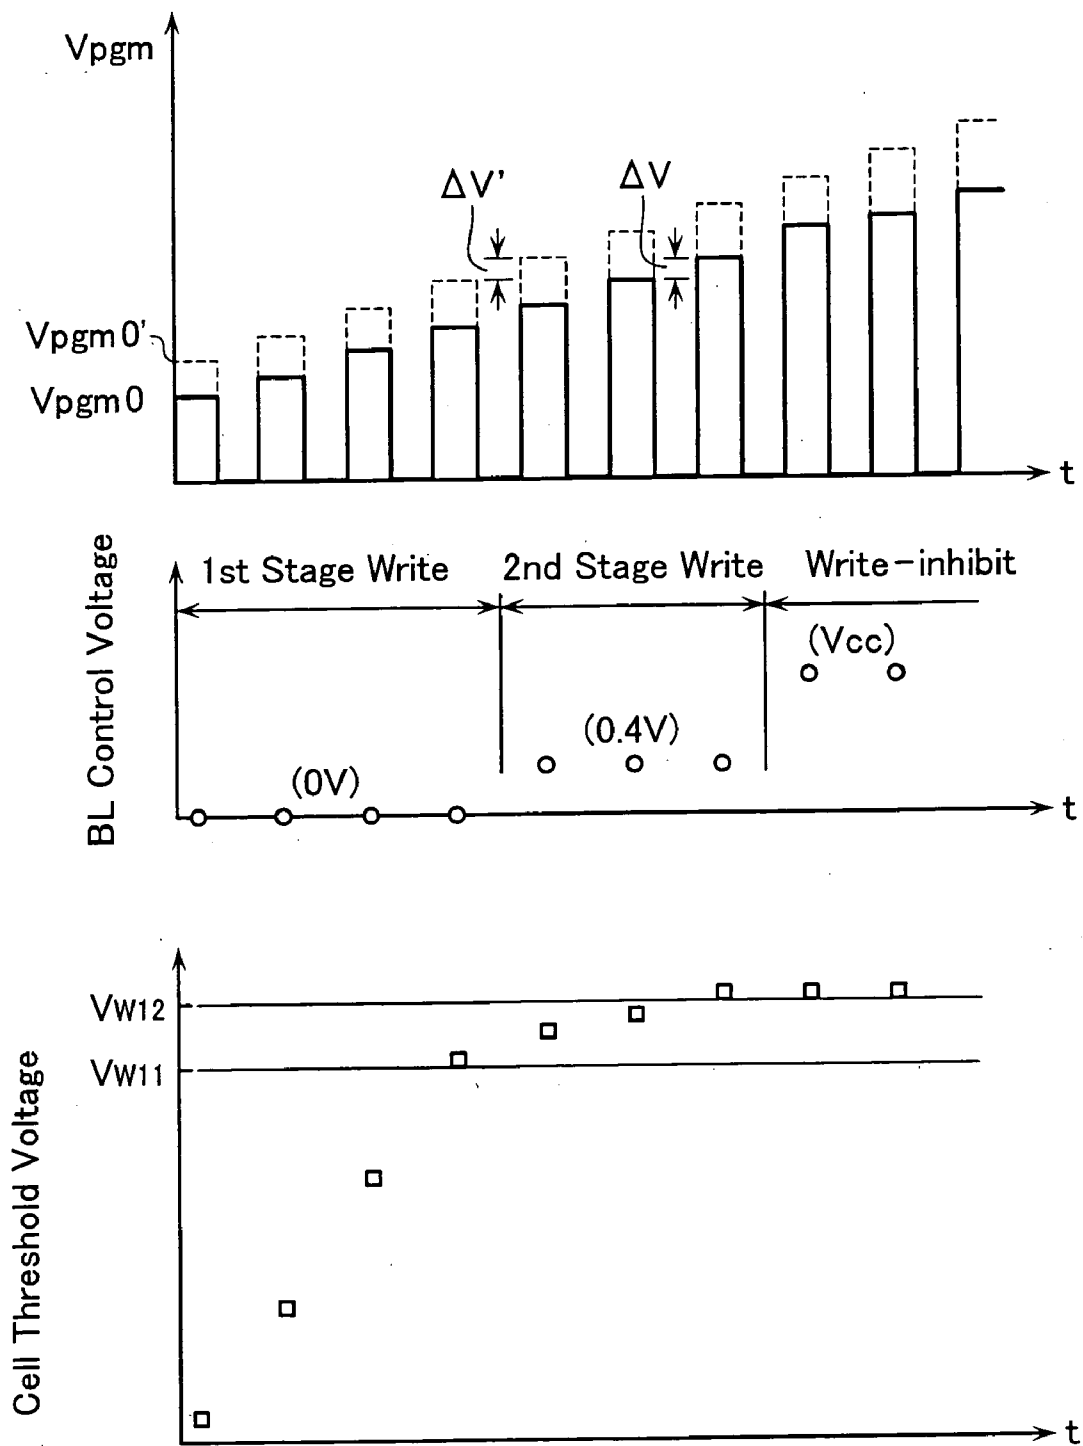 Vpgm
ΔV'
ΔV
Vpgm0'
Vpgm0
t
BL Control Voltage
1st Stage Write
2nd Stage Write
Write-inhibit
(Vcc)
(0.4V)
(0V)
t
Cell Threshold Voltage
VW12
VW11
t